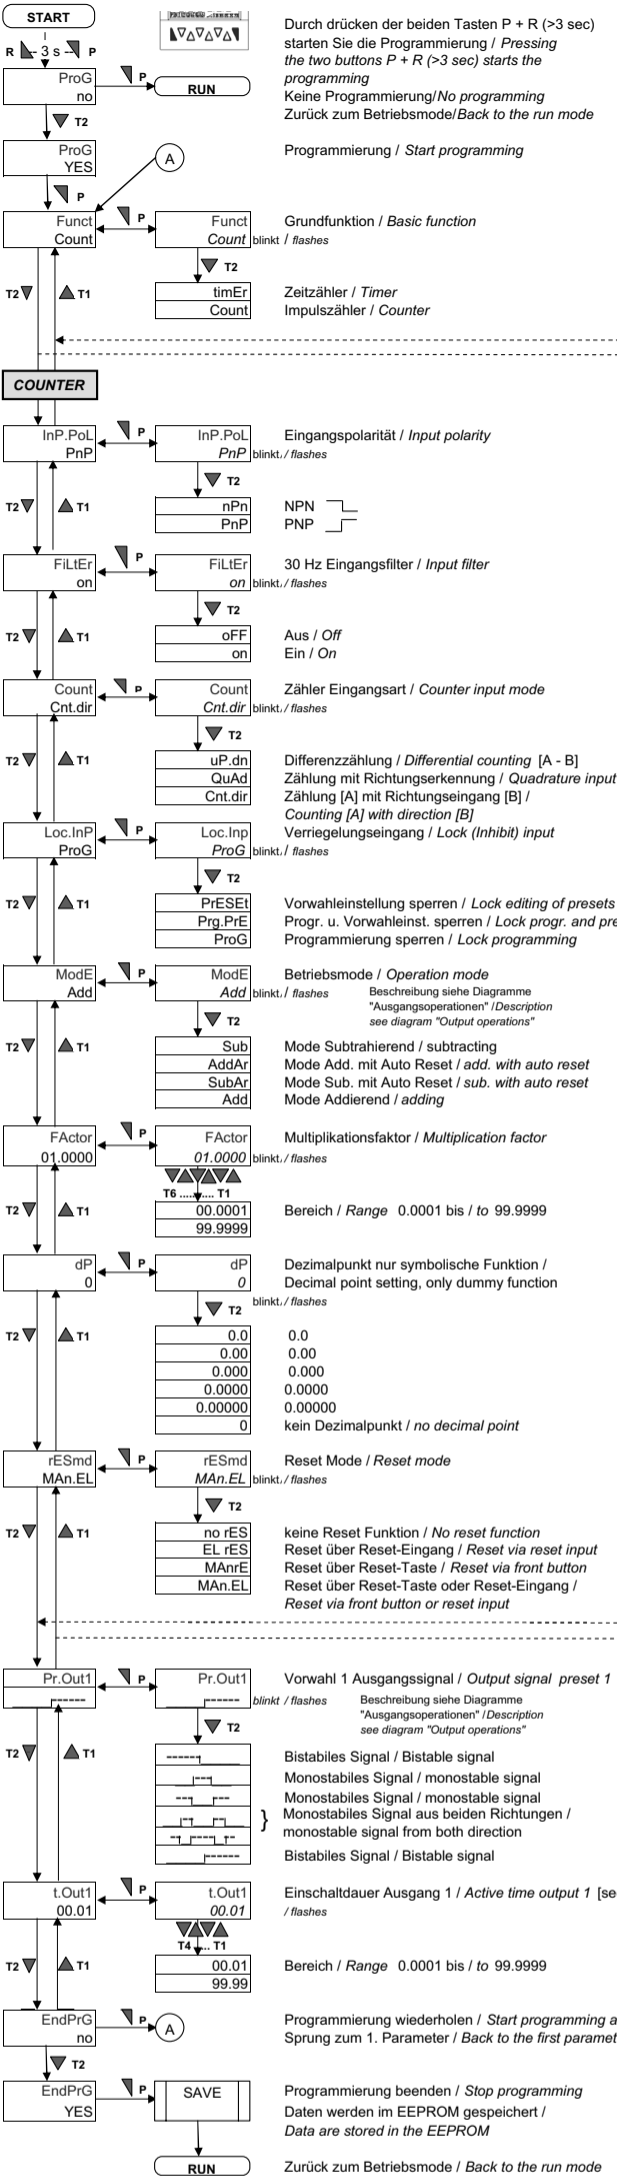 START
R 3 s P
Durch drücken der beiden Tasten P + R (>3 sec)
starten Sie die Programmierung / Pressing
the two buttons P + R (>3 sec) starts the
programming
ProG
no
P
RUN
Keine Programmierung/No programming
Zurück zum Betriebsmode/Back to the run mode
T2
ProG
YES
A
Programmierung / Start programming
P
Funct
Count
P
Funct
Count
blinkt / flashes
Grundfunktion / Basic function
T2
T2
T1
timEr
Count
Zeitzähler / Timer
Impulszähler / Counter
COUNTER
InP.PoL
PnP
P
InP.PoL
PnP
blinkt / flashes
Eingangspolarität / Input polarity
T2
T2
T1
nPn
PnP
NPN
PNP
FiLtEr
on
P
FiLtEr
on
blinkt / flashes
30 Hz Eingangsfilter / Input filter
T2
T2
T1
oFF
on
Aus / Off
Ein / On
Count
Cnt.dir
P
Count
Cnt.dir
blinkt / flashes
Zähler Eingangsart / Counter input mode
T2
T2
T1
uP.dn
QuAd
Cnt.dir
Differenzzählung / Differential counting [A - B]
Zählung mit Richtungserkennung / Quadrature input
Zählung [A] mit Richtungseingang [B] /
Counting [A] with direction [B]
Loc.InP
ProG
P
Loc.Inp
ProG
blinkt / flashes
Verriegelungseingang / Lock (Inhibit) input
T2
T2
T1
PrESEt
Prg.PrE
ProG
Vorwahleinstellung sperren / Lock editing of presets
Progr. u. Vorwahleinst. sperren / Lock progr. and pre
Programmierung sperren / Lock programming
ModE
Add
P
ModE
Add
blinkt / flashes
Betriebsmode / Operation mode
Beschreibung siehe Diagramme
"Ausgangsoperationen" /Description
see diagram "Output operations"
T2
T2
T1
Sub
AddAr
SubAr
Add
Mode Subtrahierend / subtracting
Mode Add. mit Auto Reset / add. with auto reset
Mode Sub. mit Auto Reset / sub. with auto reset
Mode Addierend / adding
FActor
01.0000
P
FActor
01.0000
blinkt / flashes
Multiplikationsfaktor / Multiplication factor
T6 .......... T1
T2
T1
00.0001
99.9999
Bereich / Range 0.0001 bis / to 99.9999
dP
0
P
dP
0
blinkt / flashes
Dezimalpunkt nur symbolische Funktion /
Decimal point setting, only dummy function
T2
T2
T1
0.0
0.00
0.000
0.0000
0.00000
0
0.0
0.00
0.000
0.0000
0.00000
kein Dezimalpunkt / no decimal point
rESmd
MAn.EL
P
rESmd
MAn.EL
blinkt / flashes
Reset Mode / Reset mode
T2
T2
T1
no rES
EL rES
MAnrE
MAn.EL
keine Reset Funktion / No reset function
Reset über Reset-Eingang / Reset via reset input
Reset über Reset-Taste / Reset via front button
Reset über Reset-Taste oder Reset-Eingang /
Reset via front button or reset input
Pr.Out1
P
Pr.Out1
blinkt / flashes
Vorwahl 1 Ausgangssignal / Output signal preset 1
Beschreibung siehe Diagramme
"Ausgangsoperationen" /Description
see diagram "Output operations"
T2
T2
T1
Bistabiles Signal / Bistable signal
Monostabiles Signal / monostable signal
Monostabiles Signal / monostable signal
} Monostabiles Signal aus beiden Richtungen /
monostable signal from both direction
Bistabiles Signal / Bistable signal
t.Out1
00.01
P
t.Out1
00.01
/ flashes
Einschaltdauer Ausgang 1 / Active time output 1 [se
T4 .... T1
T2
T1
00.01
99.99
Bereich / Range 0.0001 bis / to 99.9999
EndPrG
no
P
A
Programmierung wiederholen / Start programming a
Sprung zum 1. Parameter / Back to the first paramet
T2
EndPrG
YES
P
SAVE
Programmierung beenden / Stop programming
Daten werden im EEPROM gespeichert /
Data are stored in the EEPROM
RUN
Zurück zum Betriebsmode / Back to the run mode